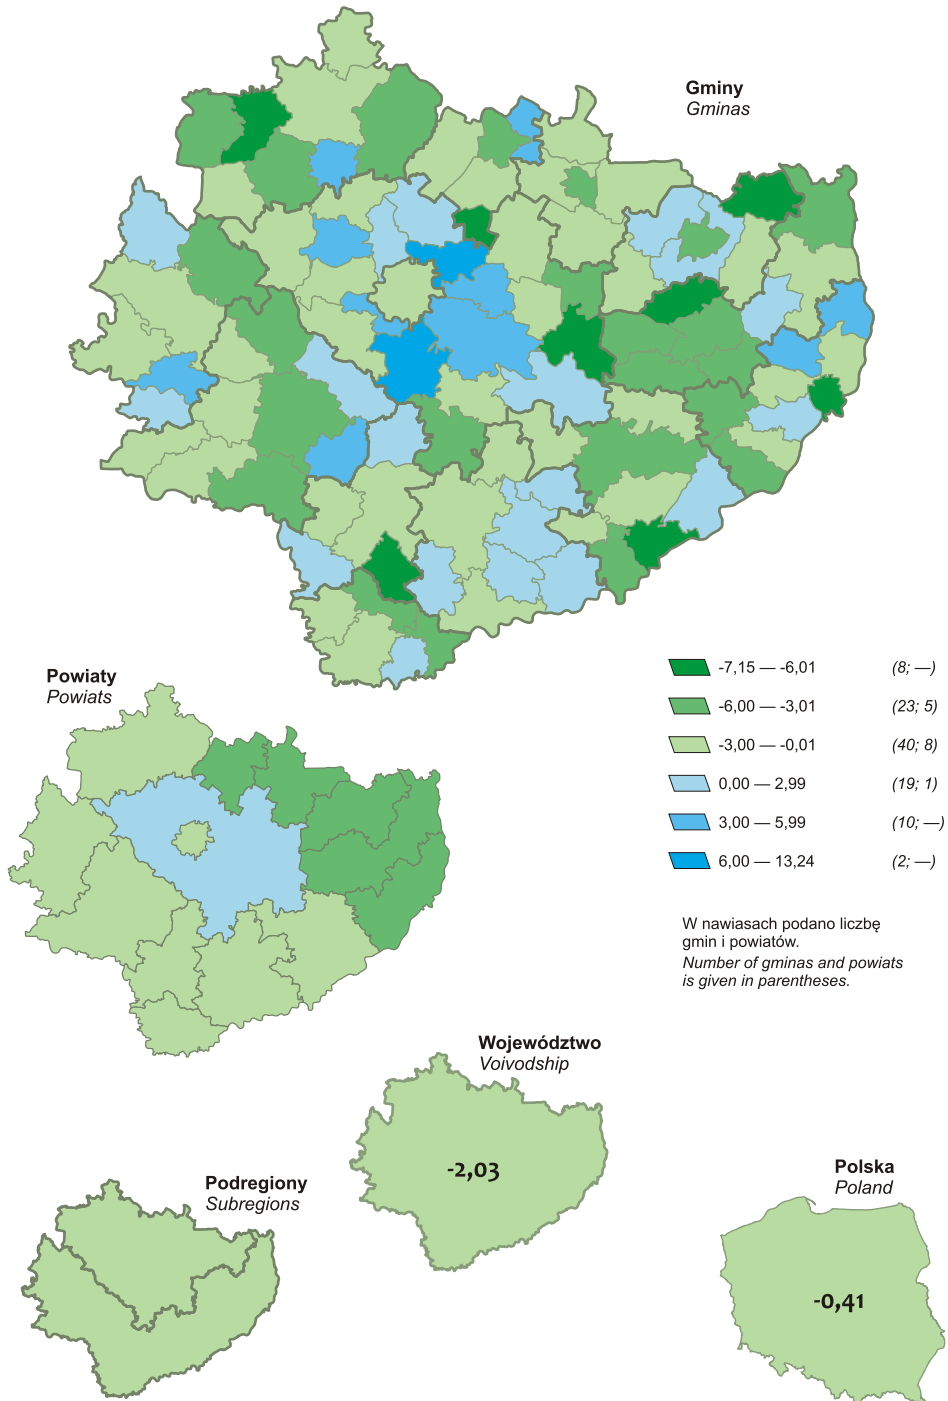 Gminy
Gminas
Powiaty
Powiats
-7,15 — -6,01 (8; —)
-6,00 — -3,01 (23; 5)
-3,00 — -0,01 (40; 8)
0,00 — 2,99 (19; 1)
3,00 — 5,99 (10; —)
6,00 — 13,24 (2; —)
W nawiasach podano liczbę
gmin i powiatów.
Number of gminas and powiats
is given in parentheses.
Województwo
Voivodship
-2,03
Podregiony
Subregions
Polska
Poland
-0,41